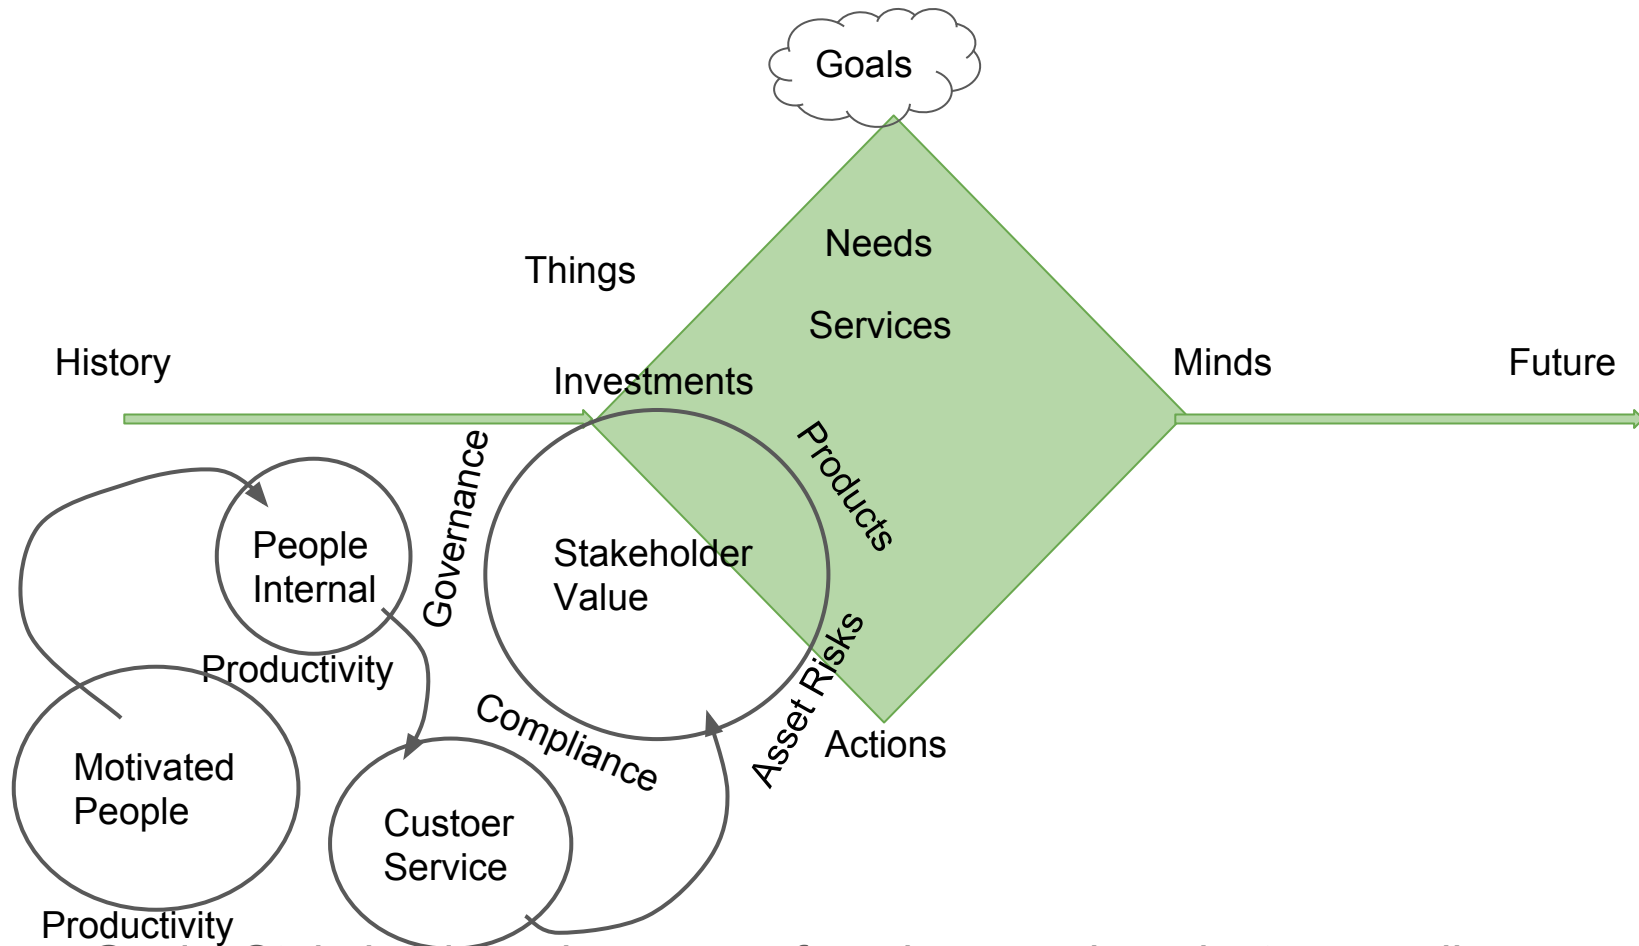 Goals
Needs
Things
Services
History
Minds
Future
Investments
Governance
Products
People
Internal
Stakeholder
Value
Productivity
Compliance
Asset Risks
Actions
Motivated
People
Custoer
Service
Productivity